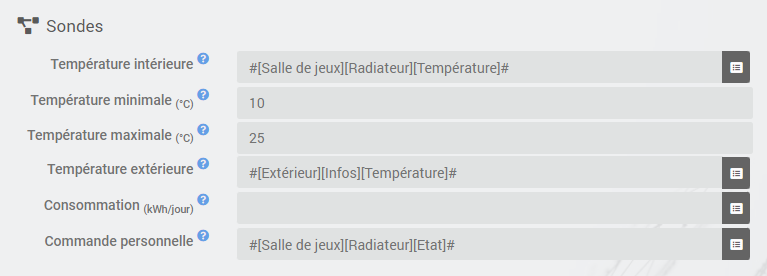 Sondes
Température intérieure ? #[Salle de jeux][Radiateur][Température]#
Température minimale (°C) ? 10
Température maximale (°C) ? 25
Température extérieure ? #[Extérieur][Infos][Température]#
Consommation (kWh/jour) ?
Commande personnelle ? #[Salle de jeux][Radiateur][Etat]#